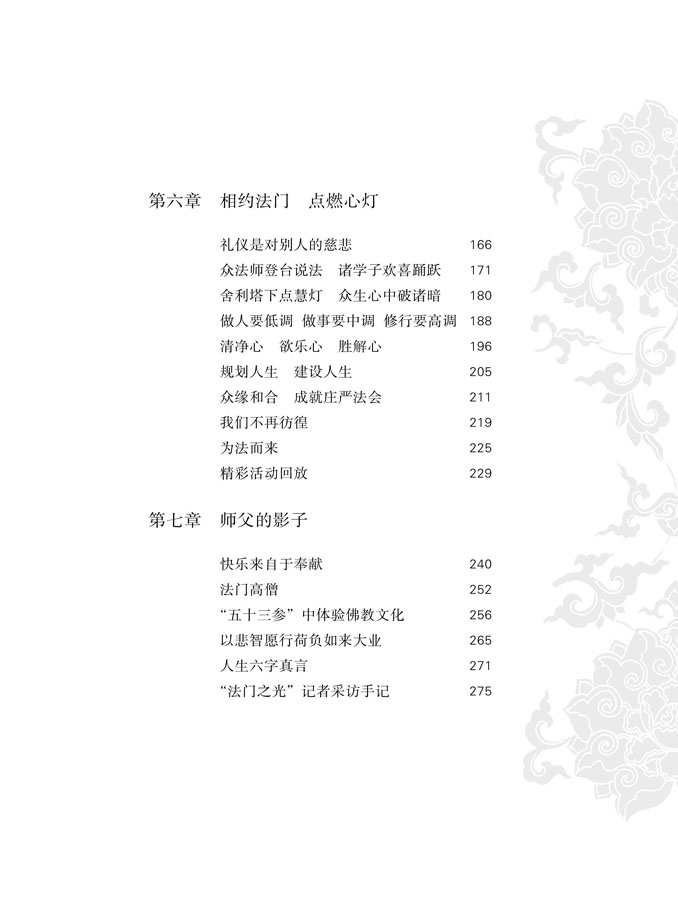 第六章　相约法门　点燃心灯
礼仪是对别人的慈悲 166
众法师登台说法　诸学子欢喜踊跃 171
舍利塔下点慧灯　众生心中破诸暗 180
做人要低调 做事要中调 修行要高调 188
清净心　欲乐心　胜解心 196
规划人生　建设人生 205
众缘和合　成就庄严法会 211
我们不再彷徨 219
为法而来 225
精彩活动回放 229
第七章　师父的影子
快乐来自于奉献 240
法门高僧 252
“五十三参”中体验佛教文化 256
以悲智愿行荷负如来大业 265
人生六字真言 271
“法门之光”记者采访手记 275